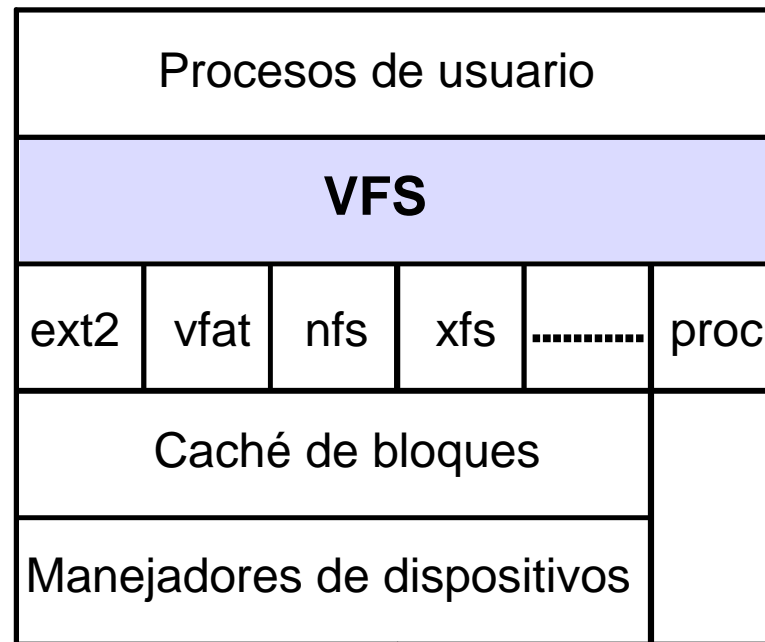 Procesos de usuario
VFS
ext2 vfat nfs xfs ............ proc
Caché de bloques
Manejadores de dispositivos